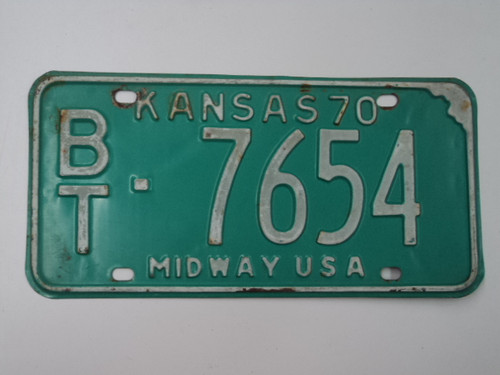 KANSAS 70
BT - 7654
MIDWAY USA